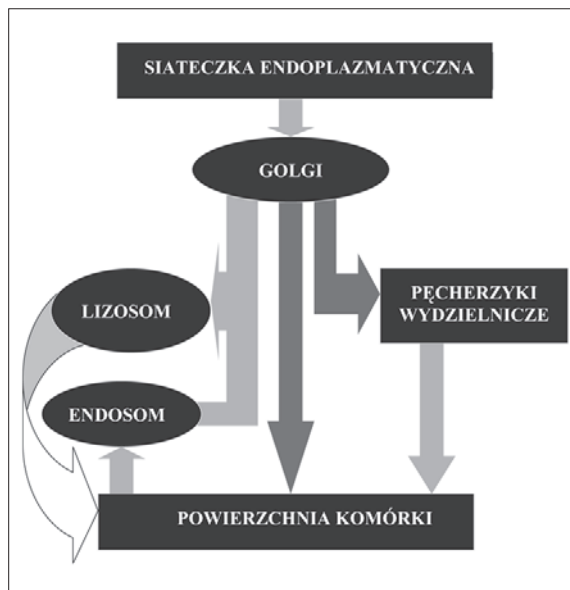 SIATECZKA ENDOPLAZMATYCZNA
GOLGI
PĘCHERZYKI
WYDZIELNICZE
LIZOSOM
ENDOSOM
POWIERZCHNIA KOMÓRKI